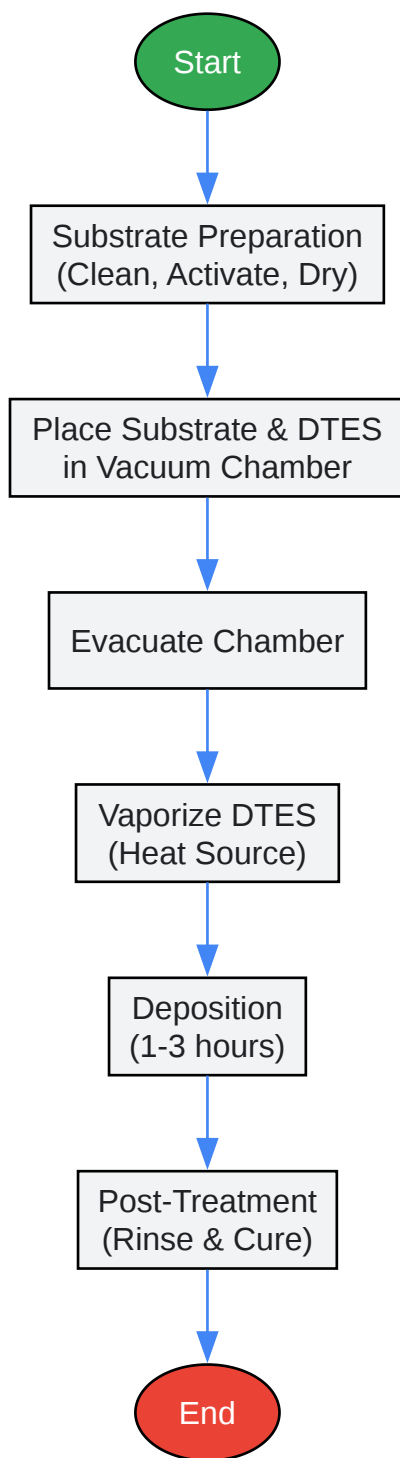 Start
Substrate Preparation
(Clean, Activate, Dry)
Place Substrate & DTES
in Vacuum Chamber
Evacuate Chamber
Vaporize DTES
(Heat Source)
Deposition
(1-3 hours)
Post-Treatment
(Rinse & Cure)
End